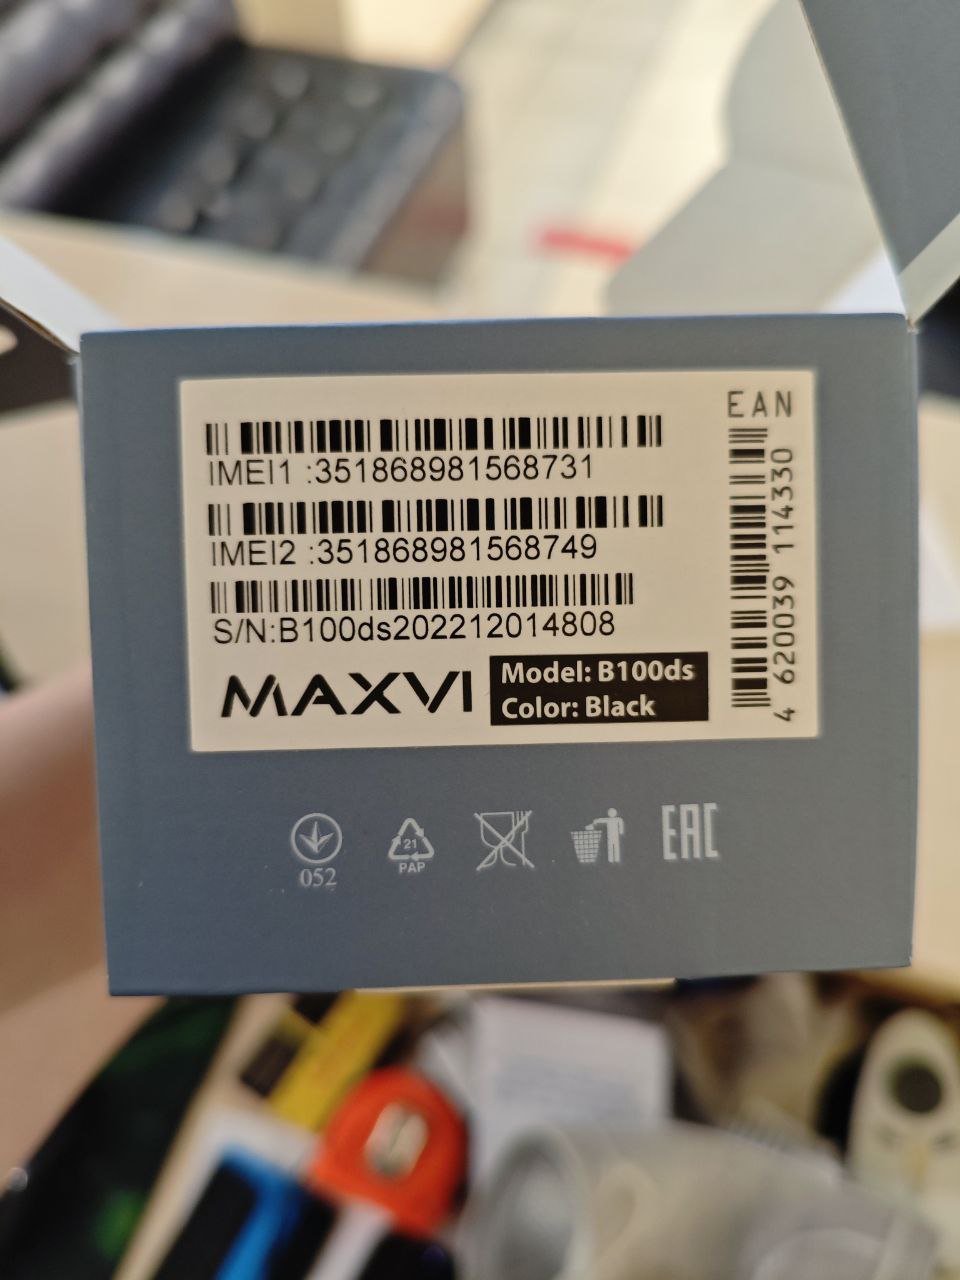 IMEI1 :351868981568731
IMEI2 :351868981568749
S/N:B100ds202212014808
MAXVI
Model: B100ds
Color: Black
EAN
4 620039 114330
052
21
PAP
EAC